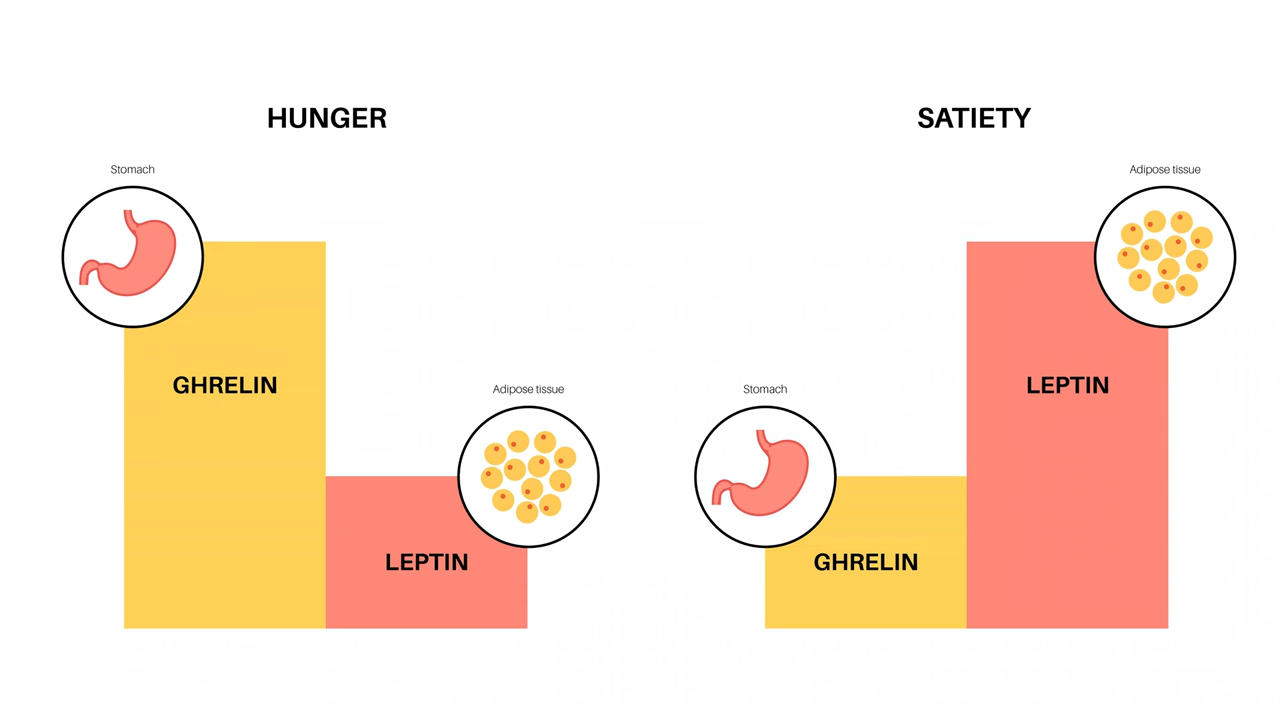 HUNGER
Stomach
GHRELIN
Adipose tissue
LEPTIN
SATIETY
Adipose tissue
LEPTIN
Stomach
GHRELIN